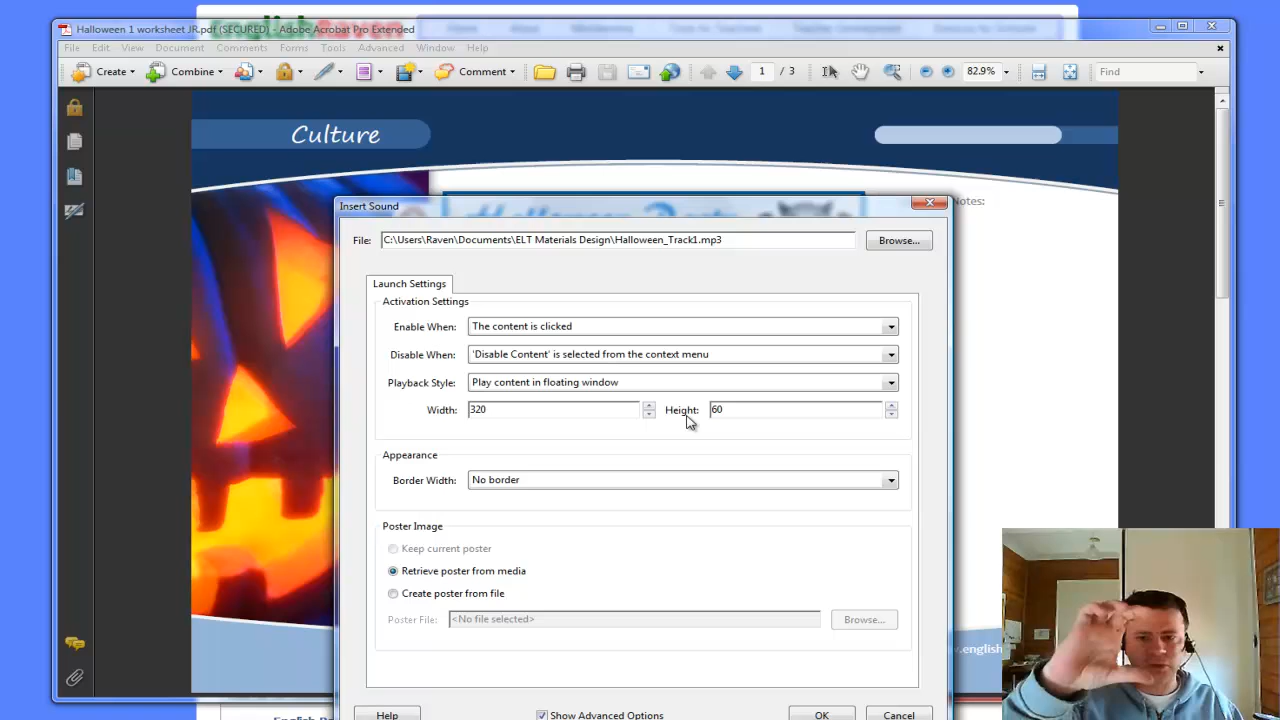 Halloween 1 worksheet JR.pdf (SECURED) - Adobe Acrobat Pro Extended
File Edit View Document Comments Forms Tools Advanced Window Help
Create Combine Comment 1 / 3 82.9% Find
Culture
Notes:
Insert Sound
File: C:\Users\Raven\Documents\ELT Materials Design\Halloween_Track1.mp3 Browse...
Launch Settings
Activation Settings
Enable When: The content is clicked
Disable When: 'Disable Content' is selected from the context menu
Playback Style: Play content in floating window
Width: 320 Height: 60
Appearance
Border Width: No border
Poster Image
Keep current poster
Retrieve poster from media
Create poster from file
Poster File: <No file selected> Browse...
Help Show Advanced Options OK Cancel